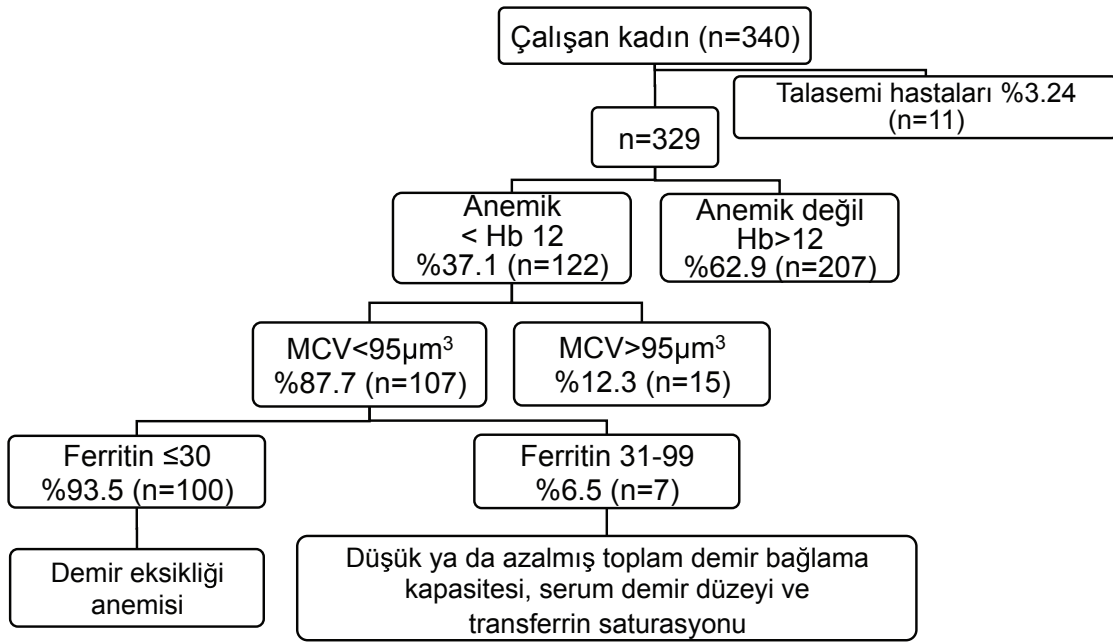 Çalışan kadın (n=340)
Talasemi hastaları %3.24
(n=11)
n=329
Anemik
< Hb 12
%37.1 (n=122)
Anemik değil
Hb>12
%62.9 (n=207)
MCV<95µm³
%87.7 (n=107)
MCV>95µm³
%12.3 (n=15)
Ferritin ≤30
%93.5 (n=100)
Ferritin 31-99
%6.5 (n=7)
Demir eksikliği
anemisi
Düşük ya da azalmış toplam demir bağlama
kapasitesi, serum demir düzeyi ve
transferrin saturasyonu